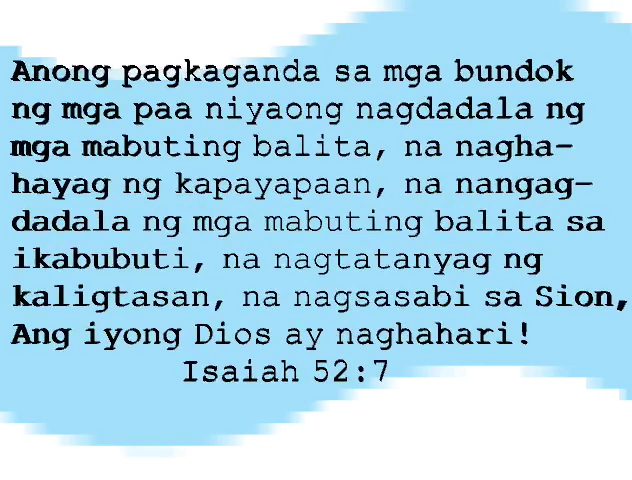 Anong pagkaganda sa mga bundok
ng mga paa niyaong nagdadala ng
mga mabuting balita, na nagha-
hayag ng kapayapaan, na nangag-
dadala ng mga mabuting balita sa
ikabubuti, na nagtatanyag ng
kaligtasan, na nagsasabi sa Sion,
Ang iyong Dios ay naghahari!
Isaiah 52:7